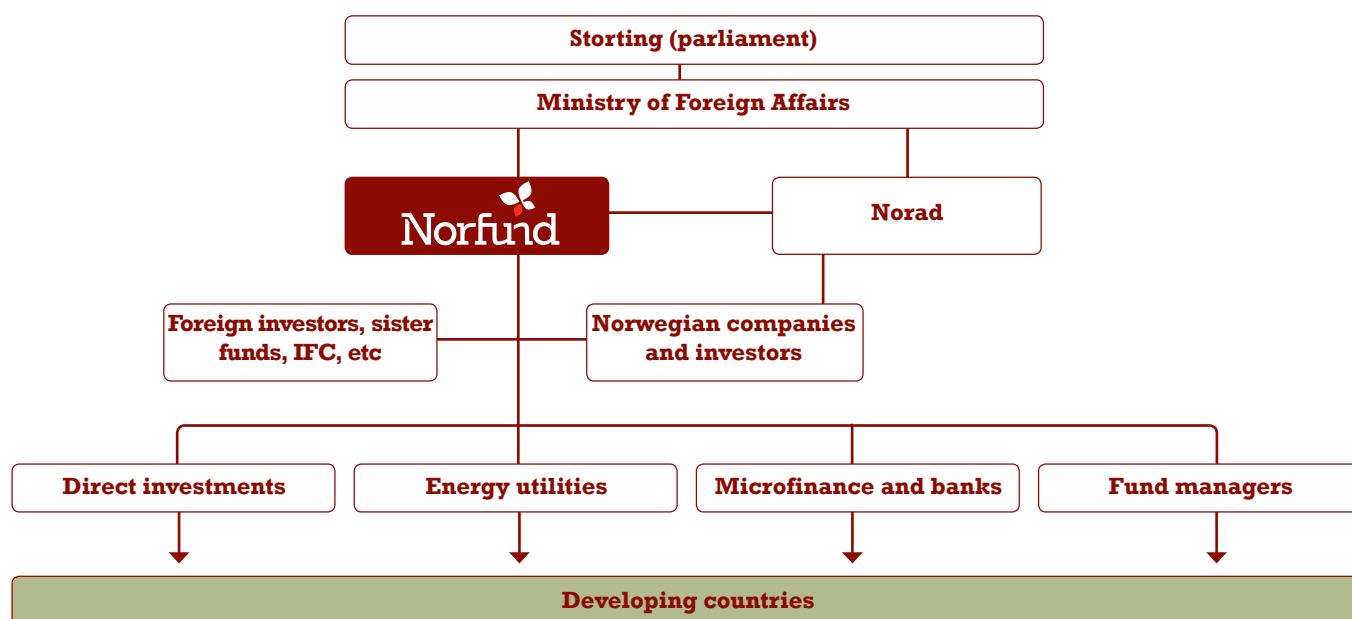 Storting (parliament)
Ministry of Foreign Affairs
Norfund
Norad
Foreign investors, sister
funds, IFC, etc
Norwegian companies
and investors
Direct investments
Energy utilities
Microfinance and banks
Fund managers
Developing countries